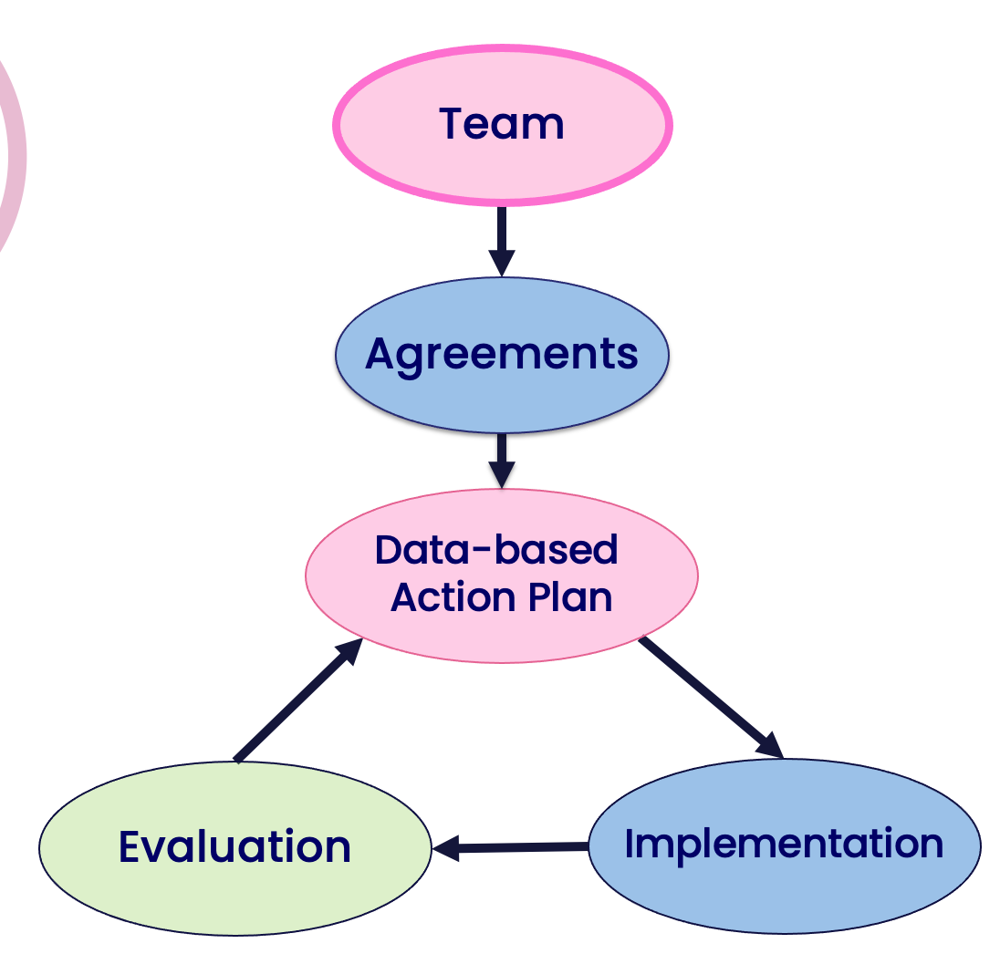 Team
Agreements
Data-based
Action Plan
Evaluation
Implementation